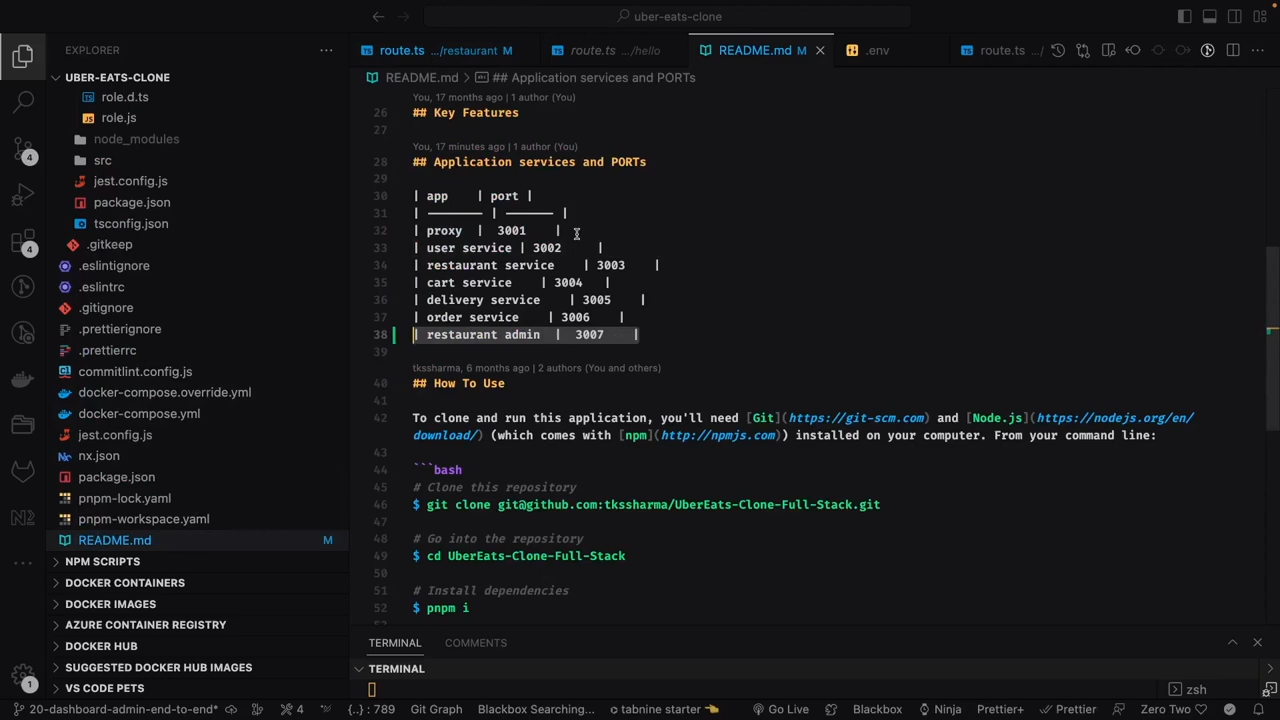 uber-eats-clone
EXPLORER
route.ts .../restaurant M
route.ts .../hello
README.md M
.env
route.ts .../
UBER-EATS-CLONE
README.md > ## Application services and PORTs
role.d.ts
role.js
node_modules
src
jest.config.js
package.json
tsconfig.json
.gitkeep
.eslintignore
.eslintrc
.gitignore
.prettierignore
.prettierrc
commitlint.config.js
docker-compose.override.yml
docker-compose.yml
jest.config.js
nx.json
package.json
pnpm-lock.yaml
pnpm-workspace.yaml
README.md M
NPM SCRIPTS
DOCKER CONTAINERS
DOCKER IMAGES
AZURE CONTAINER REGISTRY
DOCKER HUB
SUGGESTED DOCKER HUB IMAGES
VS CODE PETS
4
4
1
You, 17 months ago | 1 author (You)
26 ## Key Features
27
You, 17 minutes ago | 1 author (You)
28 ## Application services and PORTs
29
30 | app | port |
31 | ———————— | ——————— |
32 | proxy | 3001 |
33 | user service | 3002 |
34 | restaurant service | 3003 |
35 | cart service | 3004 |
36 | delivery service | 3005 |
37 | order service | 3006 |
38 | restaurant admin | 3007 |
39
tkssharma, 6 months ago | 2 authors (You and others)
40 ## How To Use
41
42 To clone and run this application, you'll need [Git](https://git-scm.com) and [Node.js](https://nodejs.org/en/
download/) (which comes with [npm](http://npmjs.com)) installed on your computer. From your command line:
43
44 ```bash
45 # Clone this repository
46 $ git clone git@github.com:tkssharma/UberEats-Clone-Full-Stack.git
47
48 # Go into the repository
49 $ cd UberEats-Clone-Full-Stack
50
51 # Install dependencies
52 $ pnpm i
TERMINAL COMMENTS
TERMINAL
zsh
20-dashboard-admin-end-to-end* 4 {..} : 789 Git Graph Blackbox Searching... tabnine starter Go Live Blackbox Ninja Prettier+ Prettier Zero Two